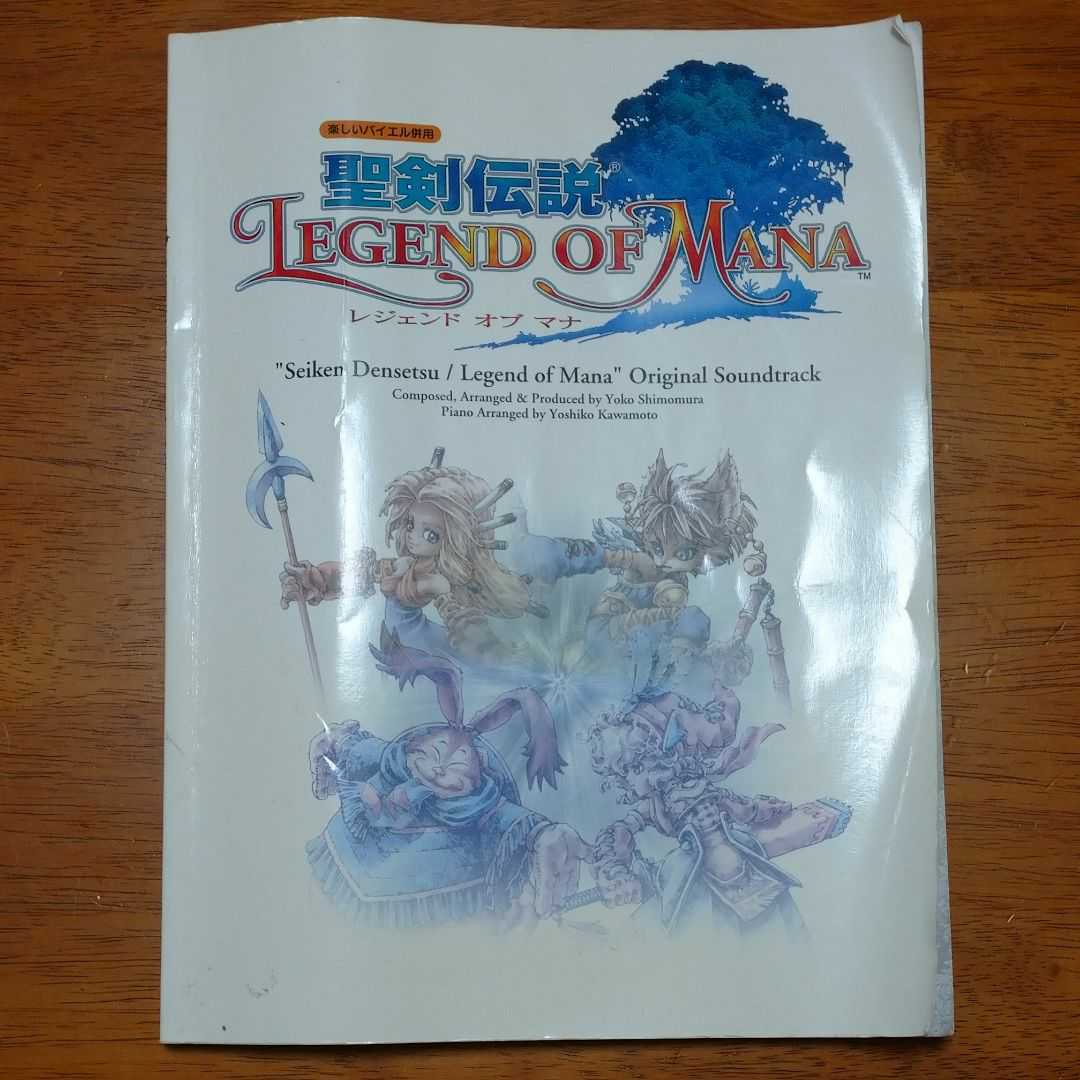 楽しいバイエル併用
聖剣伝説®
LEGEND OF MANA™
レジェンド オブ マナ
"Seiken Densetsu / Legend of Mana" Original Soundtrack
Composed, Arranged & Produced by Yoko Shimomura
Piano Arranged by Yoshiko Kawamoto